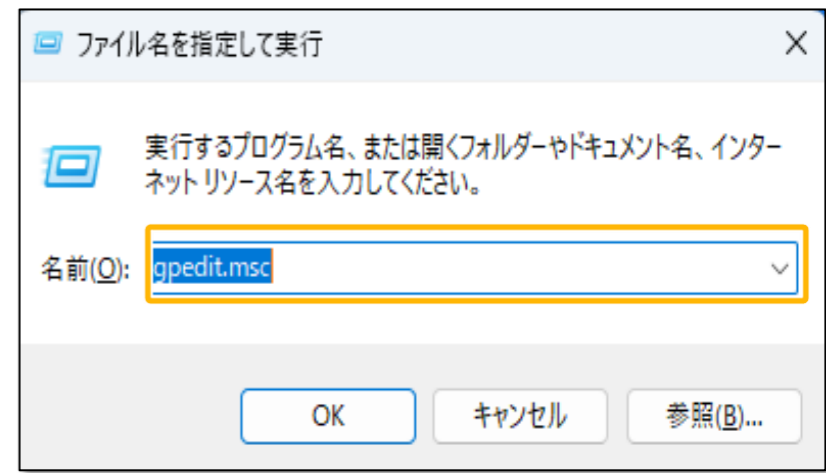 ファイル名を指定して実行
実行するプログラム名、または開くフォルダーやドキュメント名、インター
ネット リソース名を入力してください。
名前(O): gpedit.msc
OK キャンセル 参照(B)...